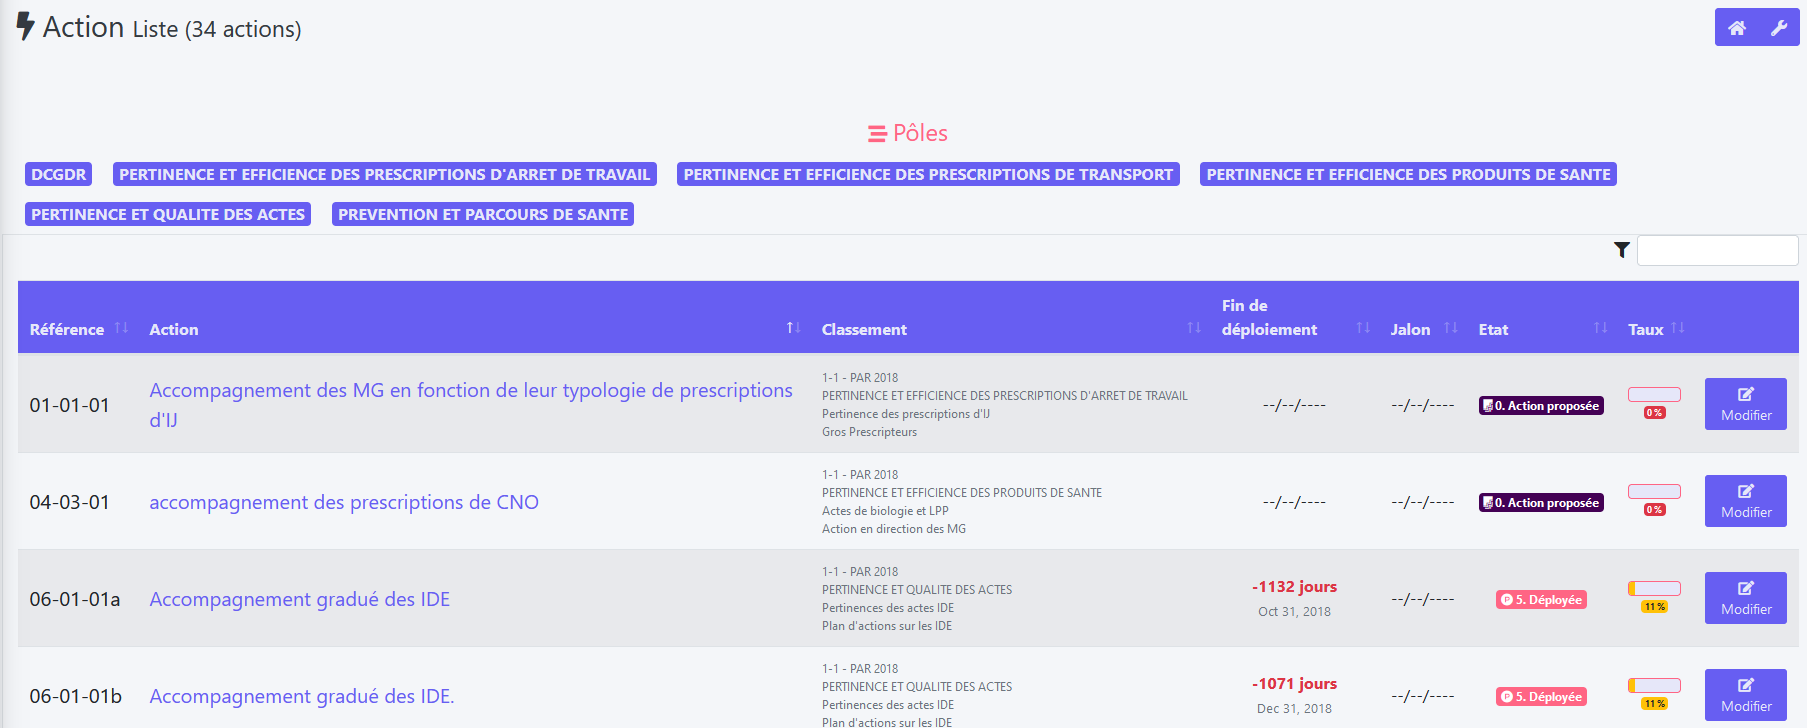 Action Liste (34 actions)
Pôles
DCGDR PERTINENCE ET EFFICIENCE DES PRESCRIPTIONS D'ARRET DE TRAVAIL PERTINENCE ET EFFICIENCE DES PRESCRIPTIONS DE TRANSPORT PERTINENCE ET EFFICIENCE DES PRODUITS DE SANTE
PERTINENCE ET QUALITE DES ACTES PREVENTION ET PARCOURS DE SANTE
Référence Action Classement Fin de déploiement Jalon Etat Taux
01-01-01
Accompagnement des MG en fonction de leur typologie de prescriptions
d'IJ
1-1 - PAR 2018
PERTINENCE ET EFFICIENCE DES PRESCRIPTIONS D'ARRET DE TRAVAIL
Pertinence des prescriptions d'IJ
Gros Prescripteurs
--/--/----
--/--/----
0. Action proposée
0 %
Modifier
04-03-01
accompagnement des prescriptions de CNO
1-1 - PAR 2018
PERTINENCE ET EFFICIENCE DES PRODUITS DE SANTE
Actes de biologie et LPP
Action en direction des MG
--/--/----
--/--/----
0. Action proposée
0 %
Modifier
06-01-01a
Accompagnement gradué des IDE
1-1 - PAR 2018
PERTINENCE ET QUALITE DES ACTES
Pertinences des actes IDE
Plan d'actions sur les IDE
-1132 jours
Oct 31, 2018
--/--/----
5. Déployée
11 %
Modifier
06-01-01b
Accompagnement gradué des IDE.
1-1 - PAR 2018
PERTINENCE ET QUALITE DES ACTES
Pertinences des actes IDE
Plan d'actions sur les IDE
-1071 jours
Dec 31, 2018
--/--/----
5. Déployée
11 %
Modifier